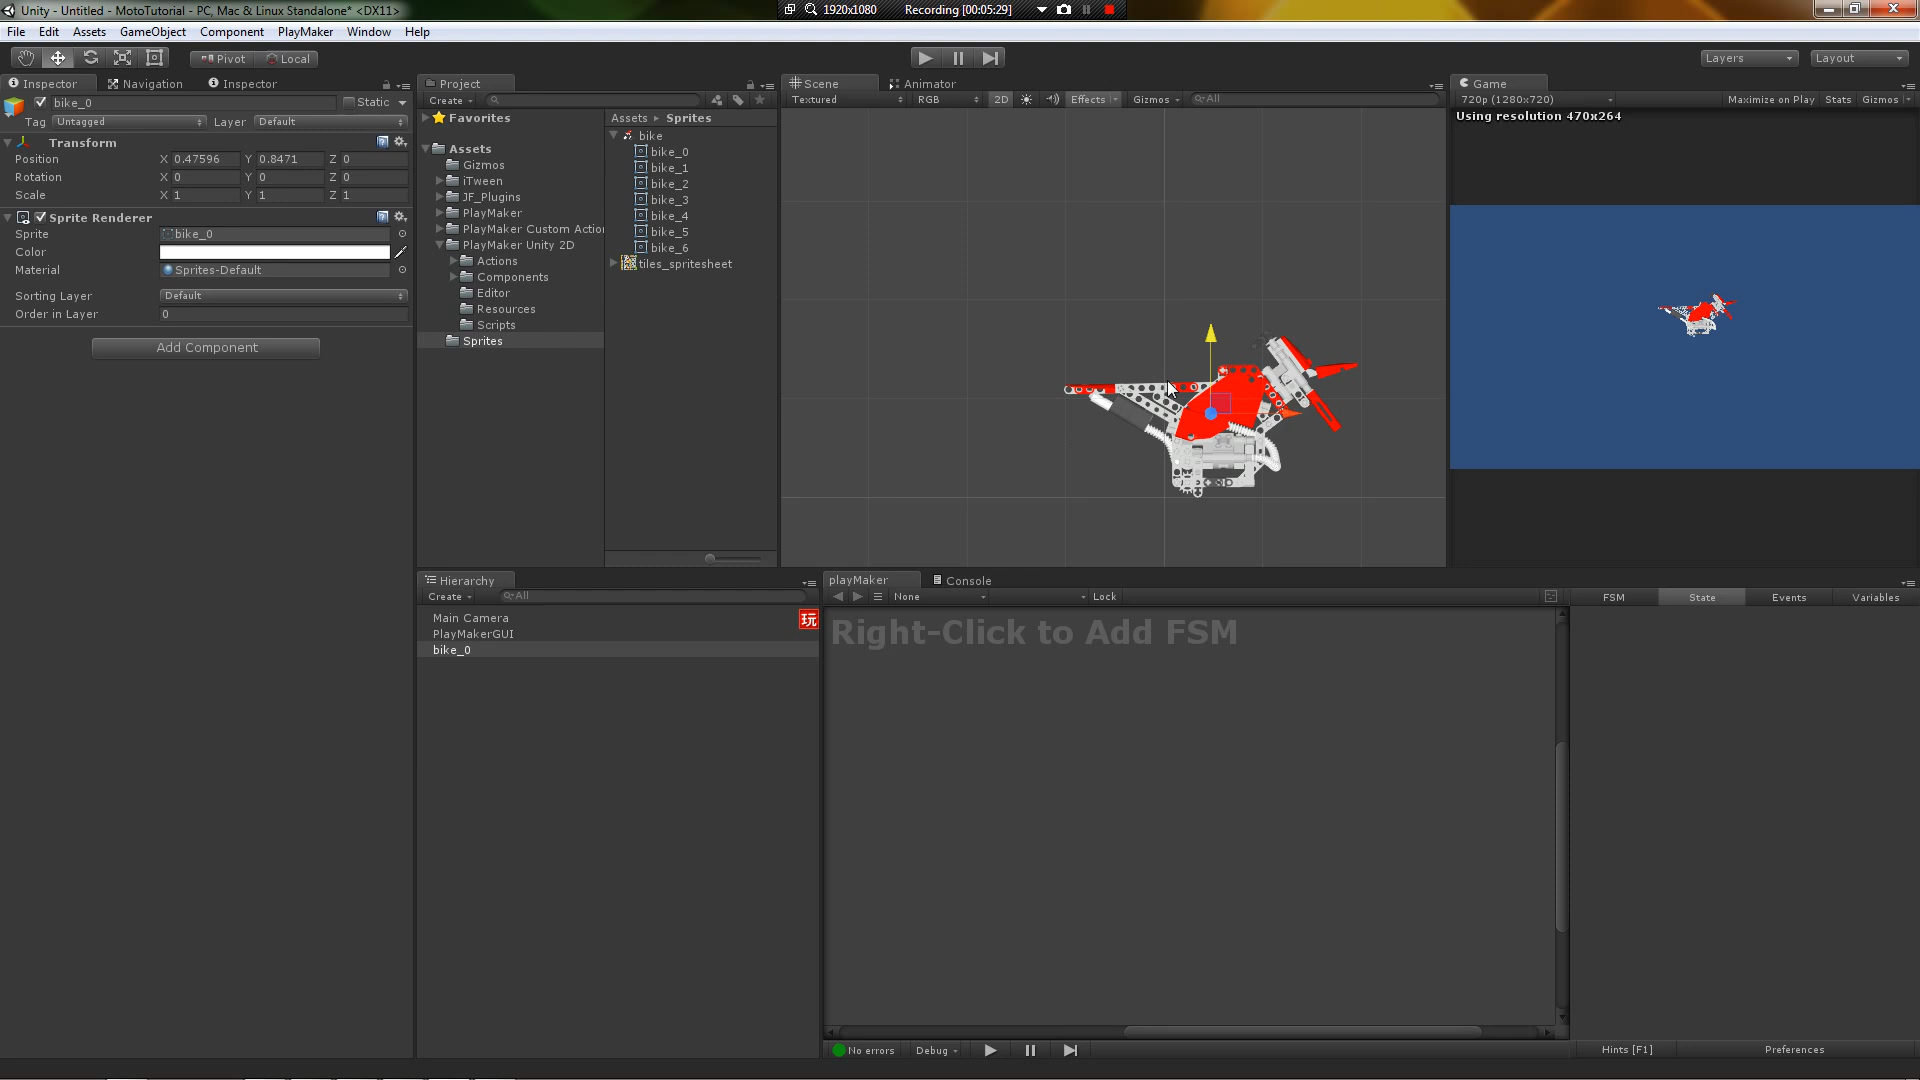 Unity - Untitled - MotoTutorial - PC, Mac & Linux Standalone* <DX11>
1920x1080
Recording [00:05:29]
File Edit Assets GameObject Component PlayMaker Window Help
Pivot Local
Layers Layout
Inspector Navigation Inspector
bike_0 Static
Tag Untagged Layer Default
Transform
Position X 0.47596 Y 0.8471 Z 0
Rotation X 0 Y 0 Z 0
Scale X 1 Y 1 Z 1
Sprite Renderer
Sprite bike_0
Color
Material Sprites-Default
Sorting Layer Default
Order in Layer 0
Add Component
Project
Create
Favorites
Assets
Gizmos
iTween
JF_Plugins
PlayMaker
PlayMaker Custom Action
PlayMaker Unity 2D
Actions
Components
Editor
Resources
Scripts
Sprites
Assets Sprites
bike
bike_0
bike_1
bike_2
bike_3
bike_4
bike_5
bike_6
tiles_spritesheet
Scene Animator
Textured RGB 2D Effects Gizmos All
Game
720p (1280x720) Maximize on Play Stats Gizmos
Using resolution 470x264
Hierarchy
Create All
Main Camera 玩
PlayMakerGUI
bike_0
playMaker Console
None Lock
FSM State Events Variables
Right-Click to Add FSM
No errors Debug
Hints [F1] Preferences